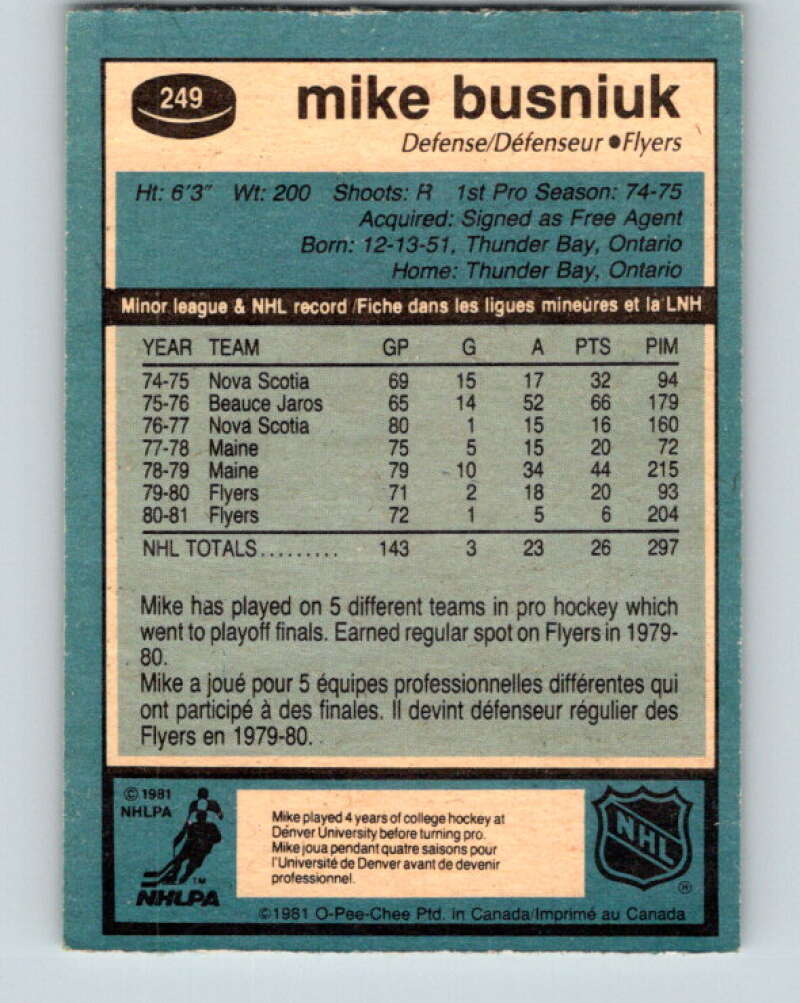 249
mike busniuk
Defense/Défenseur ●Flyers
Ht: 6'3" Wt: 200 Shoots: R 1st Pro Season: 74-75
Acquired: Signed as Free Agent
Born: 12-13-51, Thunder Bay, Ontario
Home: Thunder Bay, Ontario
Minor league & NHL record/Fiche dans les ligues mineures et la LNH
YEAR TEAM GP G A PTS PIM
74-75 Nova Scotia 69 15 17 32 94
75-76 Beauce Jaros 65 14 52 66 179
76-77 Nova Scotia 80 1 15 16 160
77-78 Maine 75 5 15 20 72
78-79 Maine 79 10 34 44 215
79-80 Flyers 71 2 18 20 93
80-81 Flyers 72 1 5 6 204
NHL TOTALS......... 143 3 23 26 297
Mike has played on 5 different teams in pro hockey which
went to playoff finals. Earned regular spot on Flyers in 1979-
80.
Mike a joué pour 5 équipes professionnelles différentes qui
ont participé à des finales. Il devint défenseur régulier des
Flyers en 1979-80.
© 1981
NHLPA
TM
NHLPA
Mike played 4 years of college hockey at
Denver University before turning pro.
Mike joua pendant quatre saisons pour
l'Université de Denver avant de devenir
professionnel.
NHL
®
©1981 O-Pee-Chee Ptd. in Canada/Imprimé au Canada